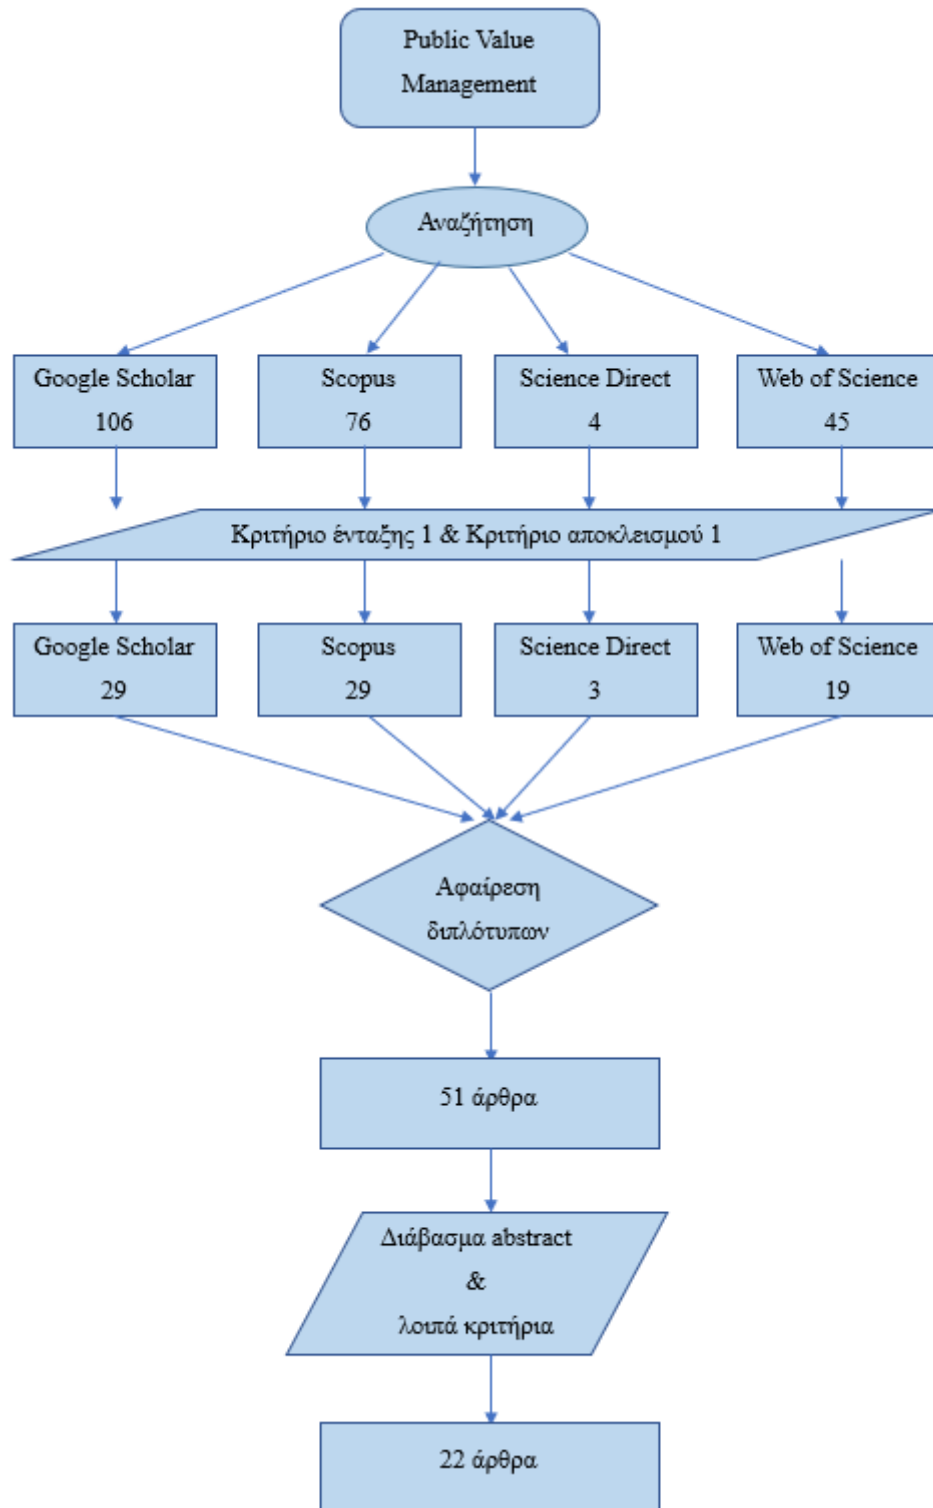 Public Value
Management
Αναζήτηση
Google Scholar
106
Scopus
76
Science Direct
4
Web of Science
45
Κριτήριο ένταξης 1 & Κριτήριο αποκλεισμού 1
Google Scholar
29
Scopus
29
Science Direct
3
Web of Science
19
Αφαίρεση
διπλότυπων
51 άρθρα
Διάβασμα abstract
&
λοιπά κριτήρια
22 άρθρα